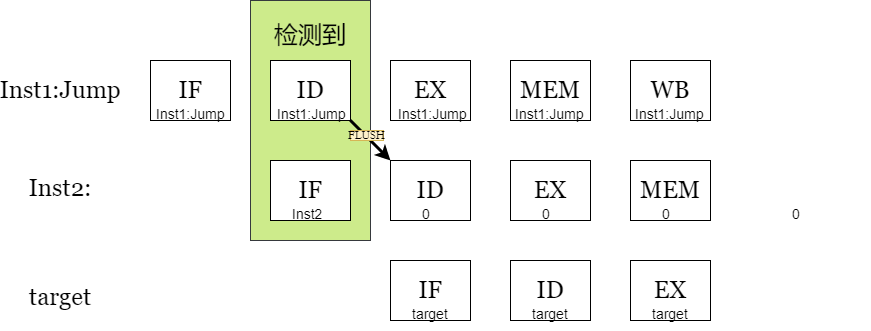 检测到
Inst1:Jump IF ID EX MEM WB
Inst1:Jump Inst1:Jump Inst1:Jump Inst1:Jump Inst1:Jump
FLUSH
Inst2: IF ID EX MEM
Inst2 0 0 0 0
target IF ID EX
target target target